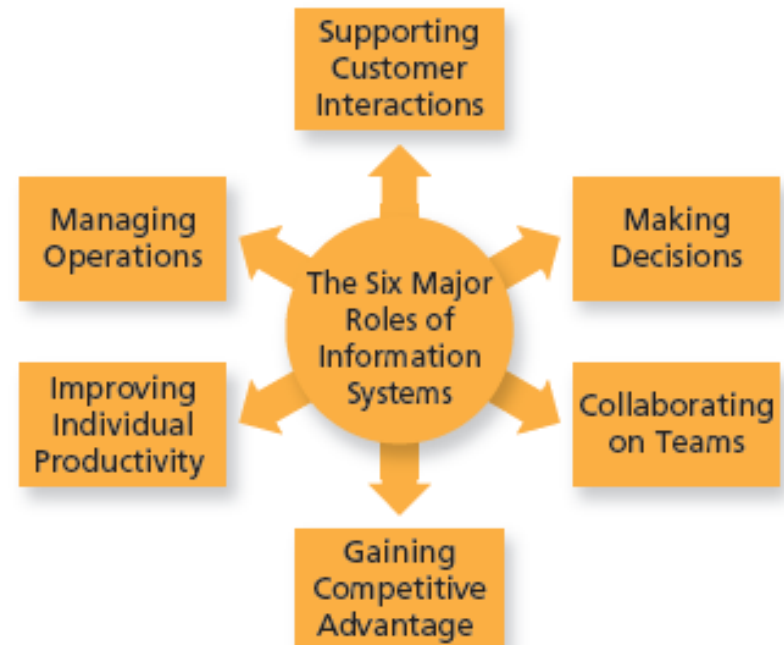 Supporting
Customer
Interactions
Managing
Operations
Making
Decisions
The Six Major
Roles of
Information
Systems
Improving
Individual
Productivity
Collaborating
on Teams
Gaining
Competitive
Advantage